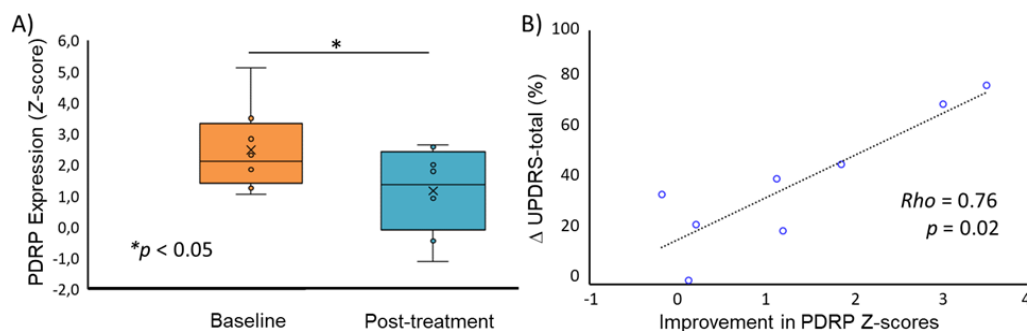 A)
PDRP Expression (Z-score)
6,0
5,0
4,0
3,0
2,0
1,0
0,0
-1,0
-2,0
*
*p < 0.05
Baseline
Post-treatment
B)
Δ UPDRS-total (%)
100
80
60
40
20
0
-1
0
1
2
3
4
Rho = 0.76
p = 0.02
Improvement in PDRP Z-scores